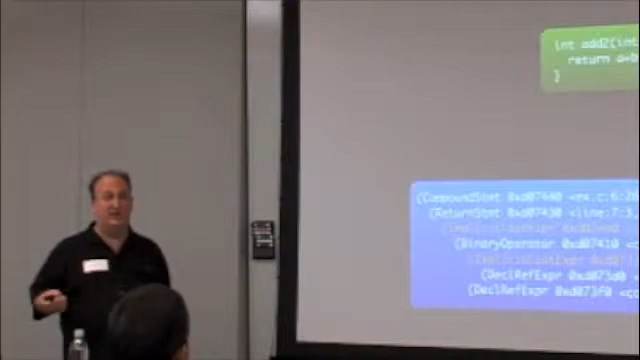 int add2(int
return a+b
}
(CompoundStmt 0xd07440 <ex.c:6:20
(ReturnStmt 0xd07430 <line:7:3,
(BinaryOperator 0xd07410 <c
(DeclRefExpr 0xd073d0 <
(DeclRefExpr 0xd073f0 <co